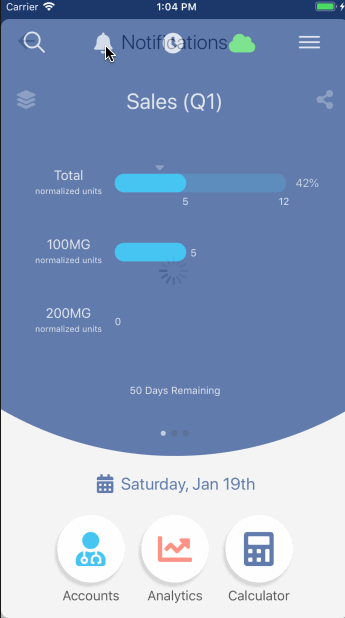 Carrier 1:04 PM
Notifications
Sales (Q1)
Total
normalized units
42%
5 12
100MG
normalized units
5
200MG
normalized units
0
50 Days Remaining
Saturday, Jan 19th
Accounts Analytics Calculator